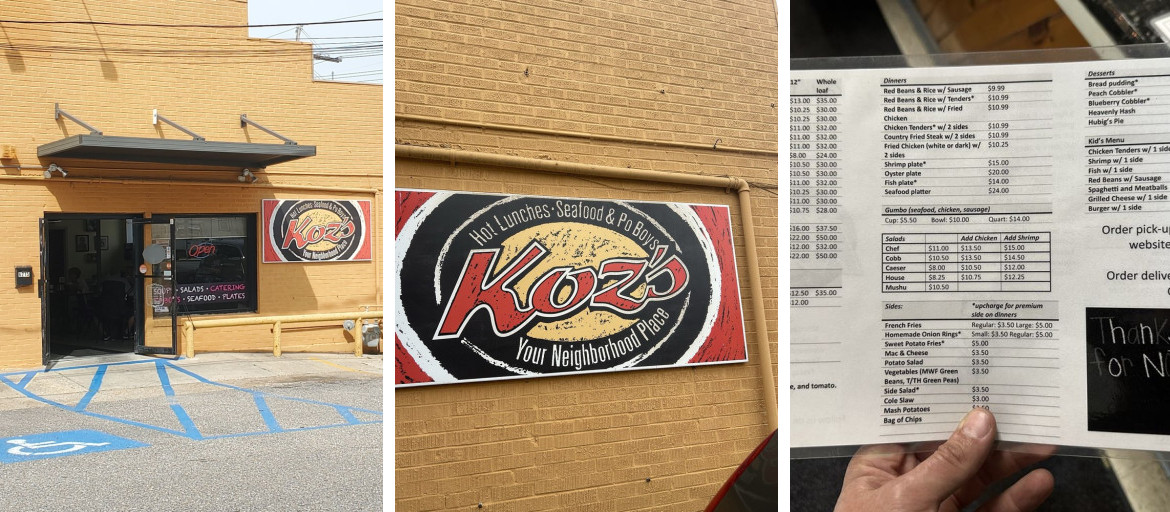 Open
Hot Lunches • Seafood & Po Boys
Koz's
Your Neighborhood Place
SALADS • CATERING
• SEAFOOD • PLATES
Hot Lunches • Seafood & Po Boys
Koz's
Your Neighborhood Place
12" Whole loaf
$13.00 $35.00
$10.25 $30.00
$10.25 $30.00
$11.00 $32.00
$11.00 $32.00
$11.00 $32.00
$8.00 $24.00
$10.50 $30.00
$10.50 $30.00
$11.00 $32.00
$10.25 $30.00
$11.00 $32.00
$10.75 $28.00
$16.00 $37.50
$22.00 $50.00
$12.00 $32.00
$22.00 $50.00
$12.50 $35.00
$12.00
e, and tomato.
Dinners
Red Beans & Rice w/ Sausage $9.99
Red Beans & Rice w/ Tenders* $10.99
Red Beans & Rice w/ Fried Chicken $10.99
Chicken Tenders* w/ 2 sides $10.99
Country Fried Steak w/ 2 sides $10.99
Fried Chicken (white or dark) w/ 2 sides $10.25
Shrimp plate* $15.00
Oyster plate $20.00
Fish plate* $14.00
Seafood platter $24.00
Gumbo (seafood, chicken, sausage)
Cup: $5.50 Bowl: $10.00 Quart: $14.00
Salads Add Chicken Add Shrimp
Chef $11.00 $13.50 $15.00
Cobb $10.50 $13.50 $14.50
Caeser $8.00 $10.50 $12.00
House $8.25 $10.75 $12.25
Mushu $10.50
Sides: *upcharge for premium side on dinners
French Fries Regular: $3.50 Large: $5.00
Homemade Onion Rings* Small: $3.50 Regular: $5.00
Sweet Potato Fries* $5.00
Mac & Cheese $3.50
Potato Salad $3.50
Vegetables (MWF Green Beans, T/TH Green Peas) $3.50
Side Salad* $3.50
Cole Slaw $3.00
Mash Potatoes
Bag of Chips
Desserts
Bread pudding*
Peach Cobbler*
Blueberry Cobbler*
Heavenly Hash
Hubig's Pie
Kid's Menu
Chicken Tenders w/ 1 side
Shrimp w/ 1 side
Fish w/ 1 side
Red Beans w/ Sausage
Spaghetti and Meatballs
Grilled Cheese w/ 1 side
Burger w/ 1 side
Order pick-up
website
Order delive
Thank
for N